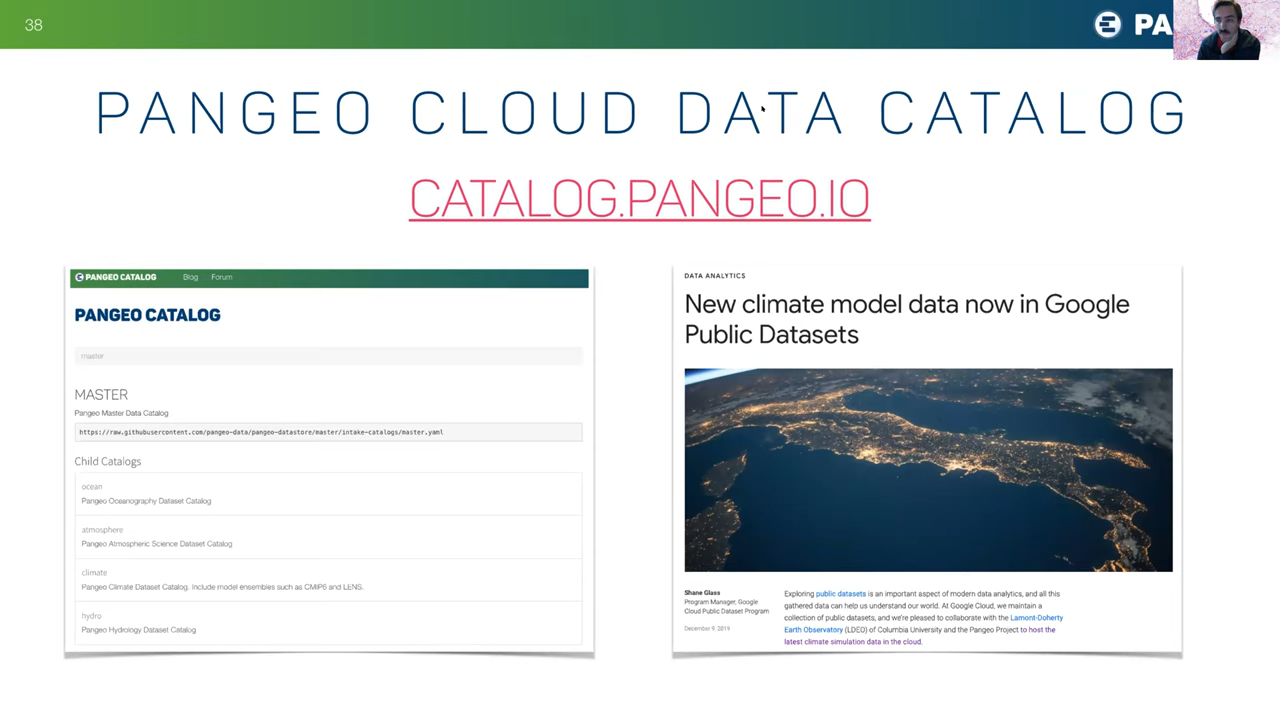 38
PA
PANGEO CLOUD DATA CATALOG
CATALOG.PANGEO.IO
PANGEO CATALOG Blog Forum
PANGEO CATALOG
master
MASTER
Pangeo Master Data Catalog
https://raw.githubusercontent.com/pangeo-data/pangeo-datastore/master/intake-catalogs/master.yaml
Child Catalogs
ocean
Pangeo Oceanography Dataset Catalog
atmosphere
Pangeo Atmospheric Science Dataset Catalog
climate
Pangeo Climate Dataset Catalog. Include model ensembles such as CMIP6 and LENS.
hydro
Pangeo Hydrology Dataset Catalog
DATA ANALYTICS
New climate model data now in Google
Public Datasets
Shane Glass
Program Manager, Google
Cloud Public Dataset Program
December 9, 2019
Exploring public datasets is an important aspect of modern data analytics, and all this
gathered data can help us understand our world. At Google Cloud, we maintain a
collection of public datasets, and we're pleased to collaborate with the Lamont-Doherty
Earth Observatory (LDEO) of Columbia University and the Pangeo Project to host the
latest climate simulation data in the cloud.